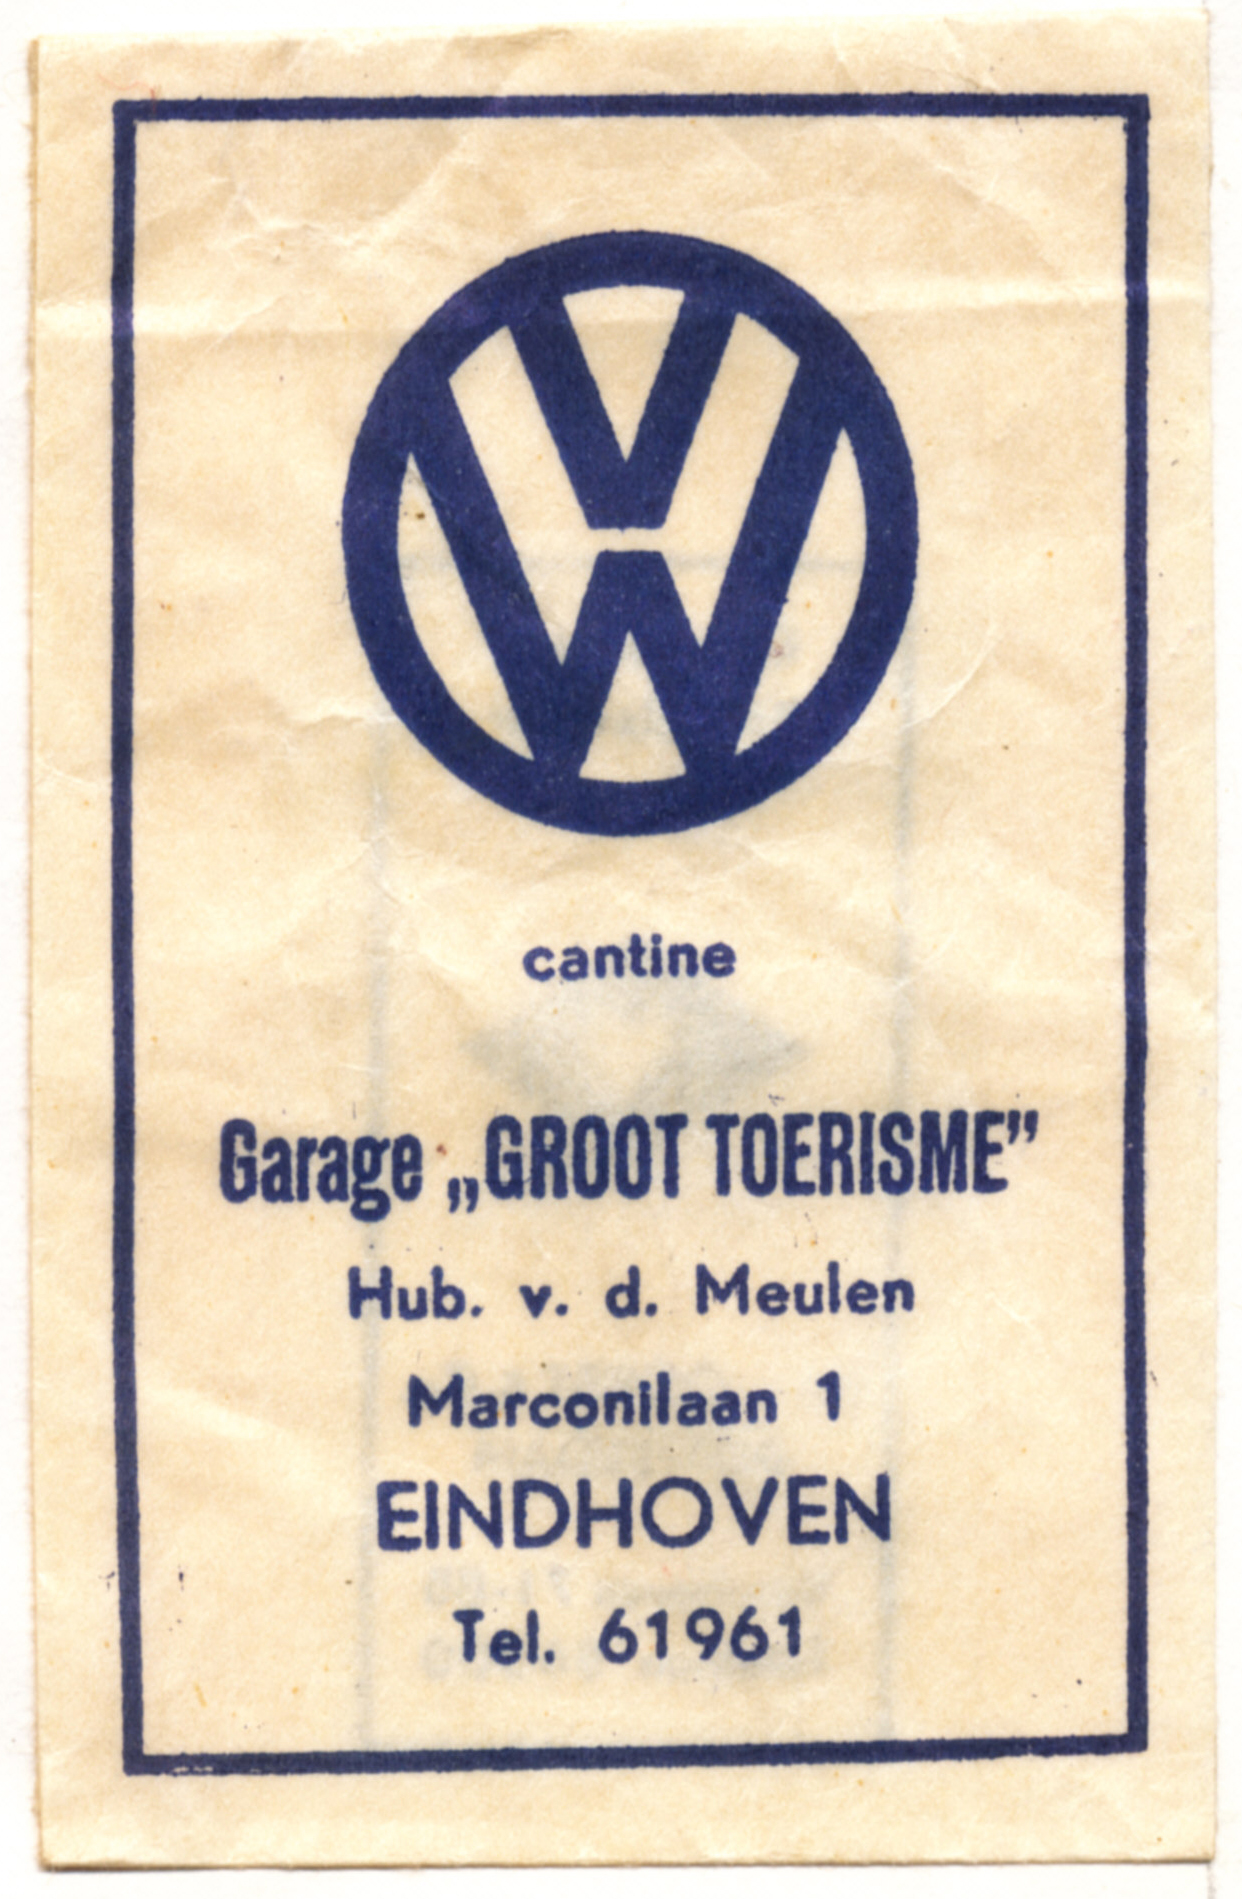 VW
cantine
Garage „GROOT TOERISME”
Hub. v. d. Meulen
Marconilaan 1
EINDHOVEN
Tel. 61961